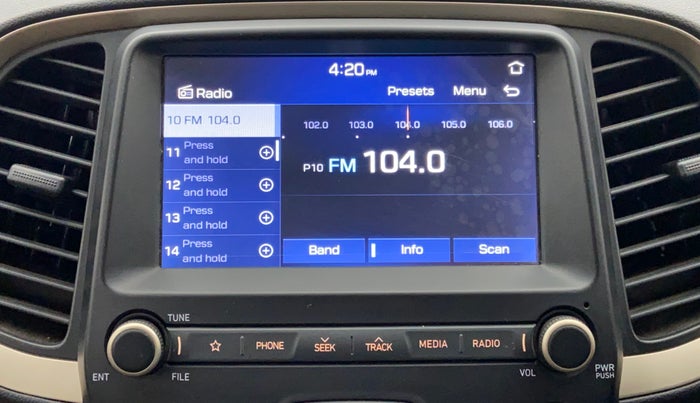 4:20 PM
Radio
Presets Menu
10 FM 104.0
102.0 103.0 104.0 105.0 106.0
11 Press and hold
12 Press and hold
13 Press and hold
14 Press and hold
P10 FM 104.0
Band Info Scan
TUNE
PHONE SEEK TRACK MEDIA RADIO
ENT FILE
VOL PWR PUSH